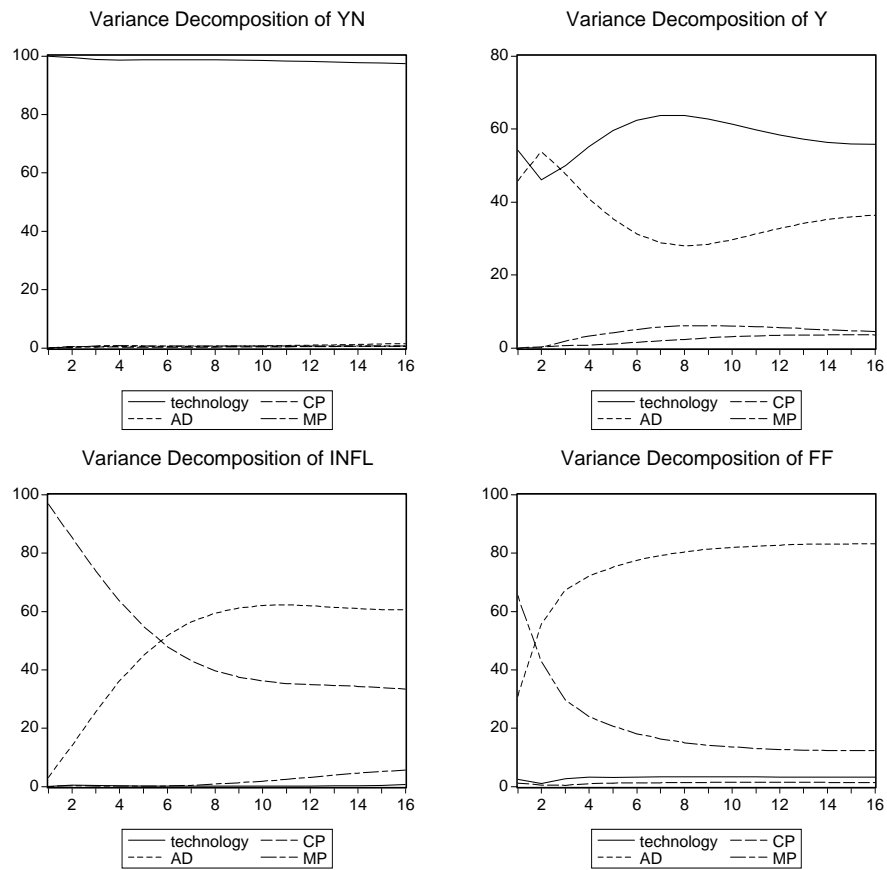 Variance Decomposition of YN
100
80
60
40
20
0
2 4 6 8 10 12 14 16
technology CP
AD MP
Variance Decomposition of Y
80
60
40
20
0
2 4 6 8 10 12 14 16
technology CP
AD MP
Variance Decomposition of INFL
100
80
60
40
20
0
2 4 6 8 10 12 14 16
technology CP
AD MP
Variance Decomposition of FF
100
80
60
40
20
0
2 4 6 8 10 12 14 16
technology CP
AD MP